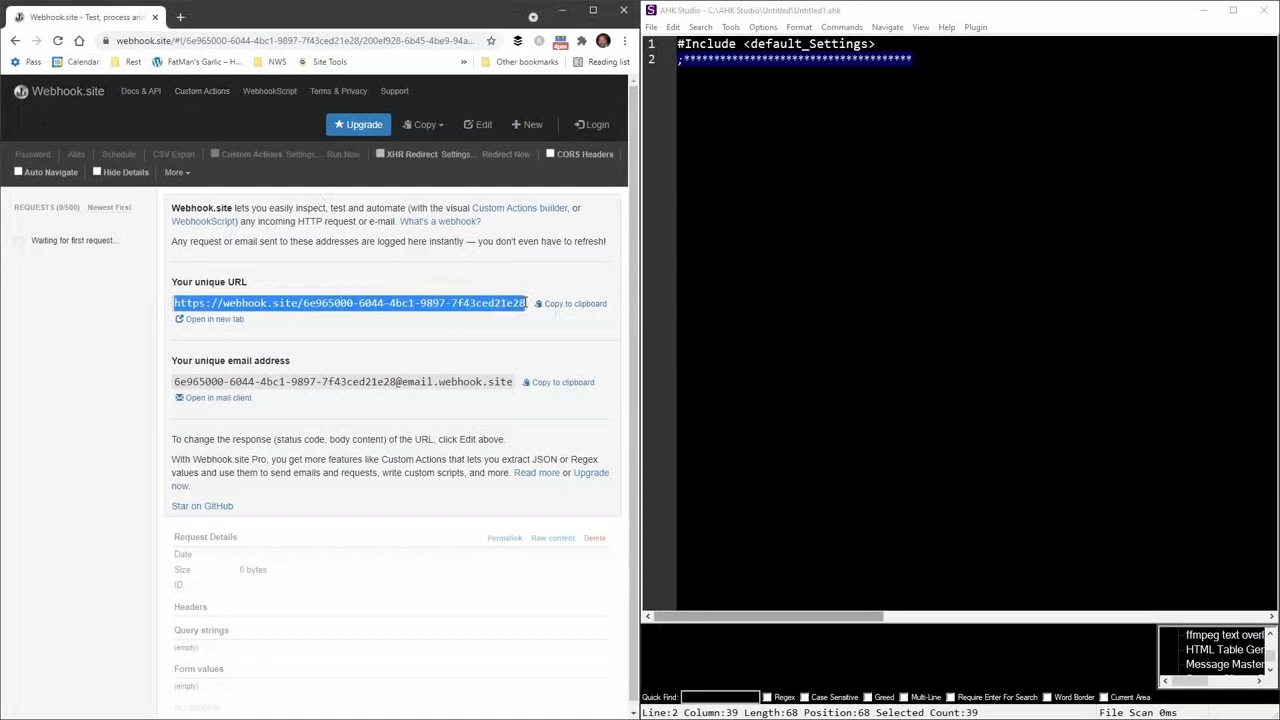 Webhook.site - Test, process and
webhook.site/#!/6e965000-6044-4bc1-9897-7f43ced21e28/200ef928-6b45-4be9-94a...
4pm
Pass
Calendar
Rest
FatMan's Garlic – H...
NWS
Site Tools
»
Other bookmarks
Reading list
Webhook.site
Docs & API
Custom Actions
WebhookScript
Terms & Privacy
Support
Upgrade
Copy
Edit
New
Login
Password
Alias
Schedule
CSV Export
Custom Actions
Settings...
Run Now
XHR Redirect
Settings...
Redirect Now
CORS Headers
Auto Navigate
Hide Details
More
REQUESTS (0/500)
Newest First
Waiting for first request...
Webhook.site lets you easily inspect, test and automate (with the visual Custom Actions builder, or
WebhookScript) any incoming HTTP request or e-mail. What's a webhook?
Any request or email sent to these addresses are logged here instantly — you don't even have to refresh!
Your unique URL
https://webhook.site/6e965000-6044-4bc1-9897-7f43ced21e28
Copy to clipboard
Open in new tab
Your unique email address
6e965000-6044-4bc1-9897-7f43ced21e28@email.webhook.site
Copy to clipboard
Open in mail client
To change the response (status code, body content) of the URL, click Edit above.
With Webhook.site Pro, you get more features like Custom Actions that lets you extract JSON or Regex
values and use them to send emails and requests, write custom scripts, and more. Read more or Upgrade
now.
Star on GitHub
Request Details
Permalink
Raw content
Delete
Date
Size
0 bytes
ID
Headers
Query strings
(empty)
Form values
(empty)
No content
AHK Studio - C:\AHK Studio\Untitled\Untitled1.ahk
File
Edit
Search
Tools
Options
Format
Commands
Navigate
View
Help
Plugin
1 #Include <default_Settings>
2 ;**************************************
ffmpeg text overl
HTML Table Ger
Message Master
Quick Find:
Regex
Case Sensitive
Greed
Multi-Line
Require Enter For Search
Word Border
Current Area
Line:2 Column:39 Length:68 Position:68 Selected Count:39
File Scan 0ms